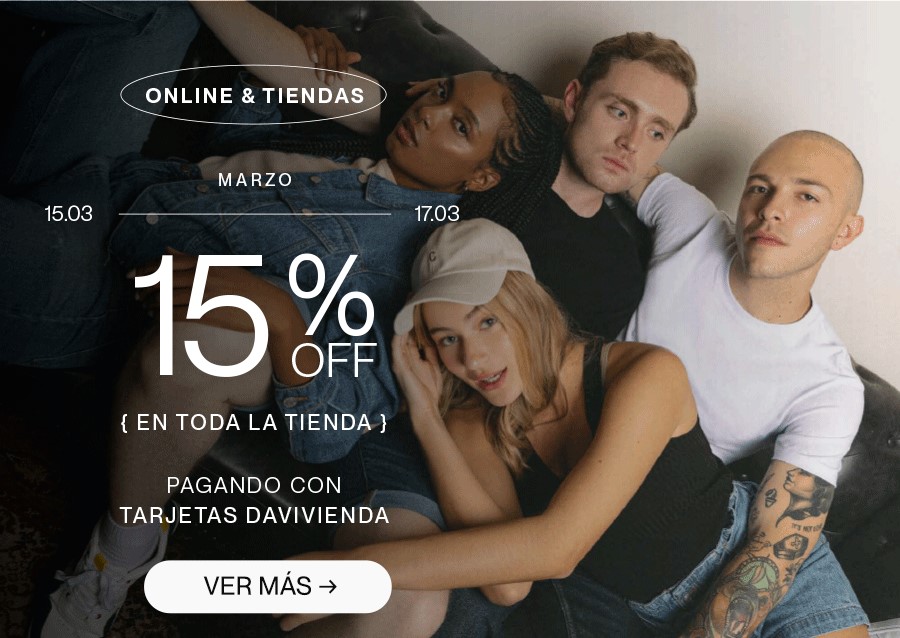 ONLINE & TIENDAS
MARZO
15.03
17.03
15% OFF
{ EN TODA LA TIENDA }
PAGANDO CON
TARJETAS DAVIVIENDA
VER MÁS →
C